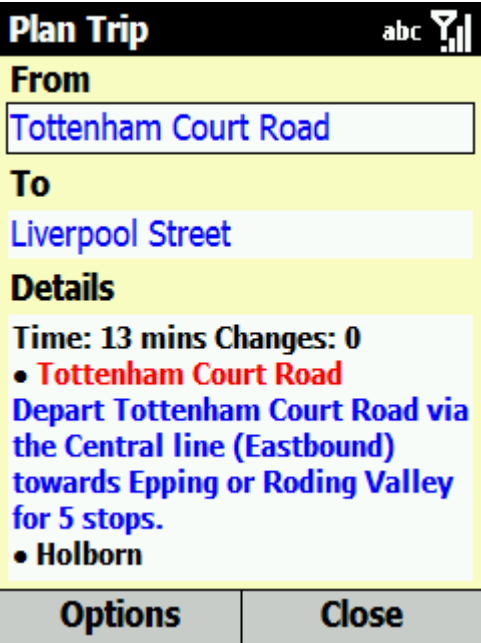 Plan Trip abc
From
Tottenham Court Road
To
Liverpool Street
Details
Time: 13 mins Changes: 0
• Tottenham Court Road
Depart Tottenham Court Road via
the Central line (Eastbound)
towards Epping or Roding Valley
for 5 stops.
• Holborn
Options Close